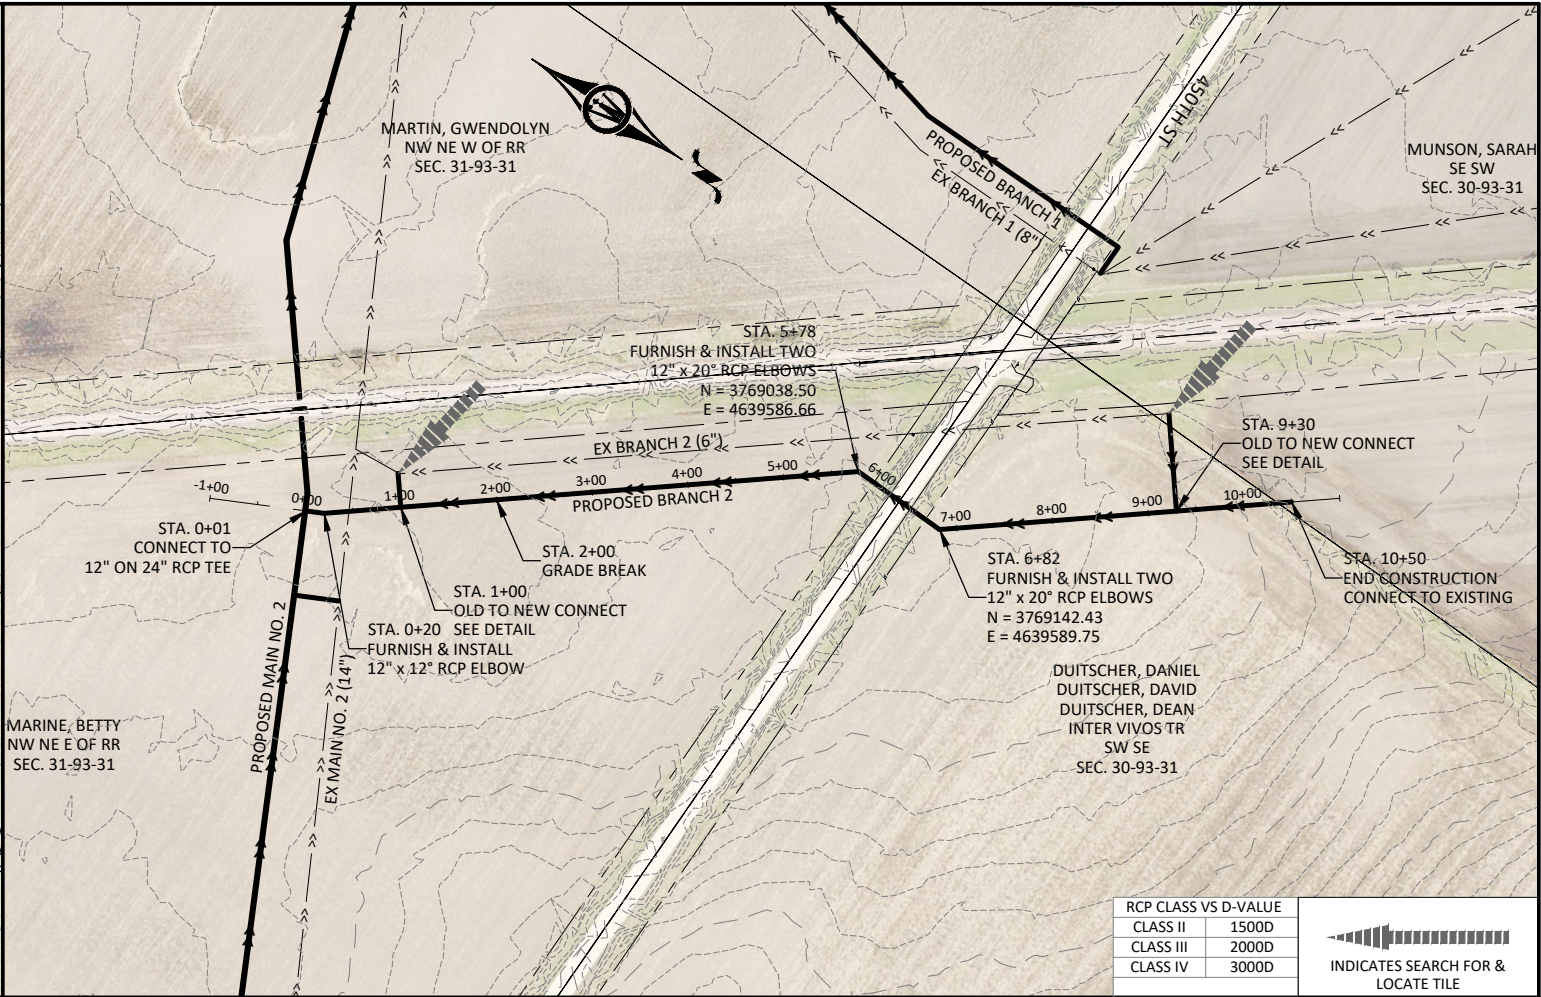 MARTIN, GWENDOLYN
NW NE W OF RR
SEC. 31-93-31
450TH ST
MUNSON, SARAH
SE SW
SEC. 30-93-31
PROPOSED BRANCH 1
EX BRANCH 1 (8")
STA. 5+78
FURNISH & INSTALL TWO
12" x 20° RCP ELBOWS
N = 3769038.50
E = 4639586.66
EX BRANCH 2 (6")
STA. 9+30
OLD TO NEW CONNECT
SEE DETAIL
-1+00
0+00
1+00
2+00
3+00
4+00
5+00
6+00
7+00
8+00
9+00
10+00
PROPOSED BRANCH 2
STA. 0+01
CONNECT TO
12" ON 24" RCP TEE
STA. 2+00
GRADE BREAK
STA. 1+00
OLD TO NEW CONNECT
SEE DETAIL
STA. 0+20
FURNISH & INSTALL
12" x 12° RCP ELBOW
STA. 6+82
FURNISH & INSTALL TWO
12" x 20° RCP ELBOWS
N = 3769142.43
E = 4639589.75
STA. 10+50
END CONSTRUCTION
CONNECT TO EXISTING
PROPOSED MAIN NO. 2
EX MAIN NO. 2 (14")
MARINE, BETTY
NW NE E OF RR
SEC. 31-93-31
DUITSCHER, DANIEL
DUITSCHER, DAVID
DUITSCHER, DEAN
INTER VIVOS TR
SW SE
SEC. 30-93-31
RCP CLASS VS D-VALUE
CLASS II 1500D
CLASS III 2000D
CLASS IV 3000D
INDICATES SEARCH FOR &
LOCATE TILE